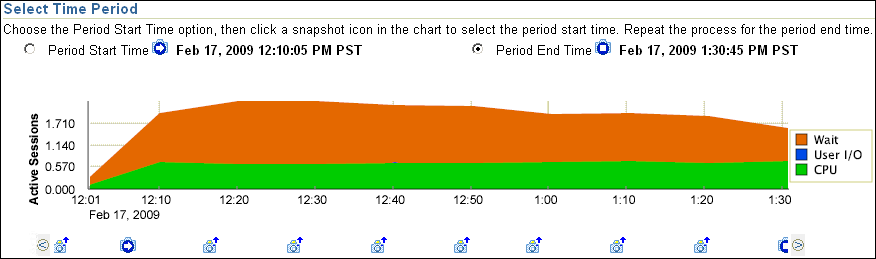 Select Time Period
Choose the Period Start Time option, then click a snapshot icon in the chart to select the period start time. Repeat the process for the period end time.
Period Start Time Feb 17, 2009 12:10:05 PM PST Period End Time Feb 17, 2009 1:30:45 PM PST
Active Sessions
1.710
1.140
0.570
0.000
12:01 12:10 12:20 12:30 12:40 12:50 1:00 1:10 1:20 1:30
Feb 17, 2009
Wait
User I/O
CPU